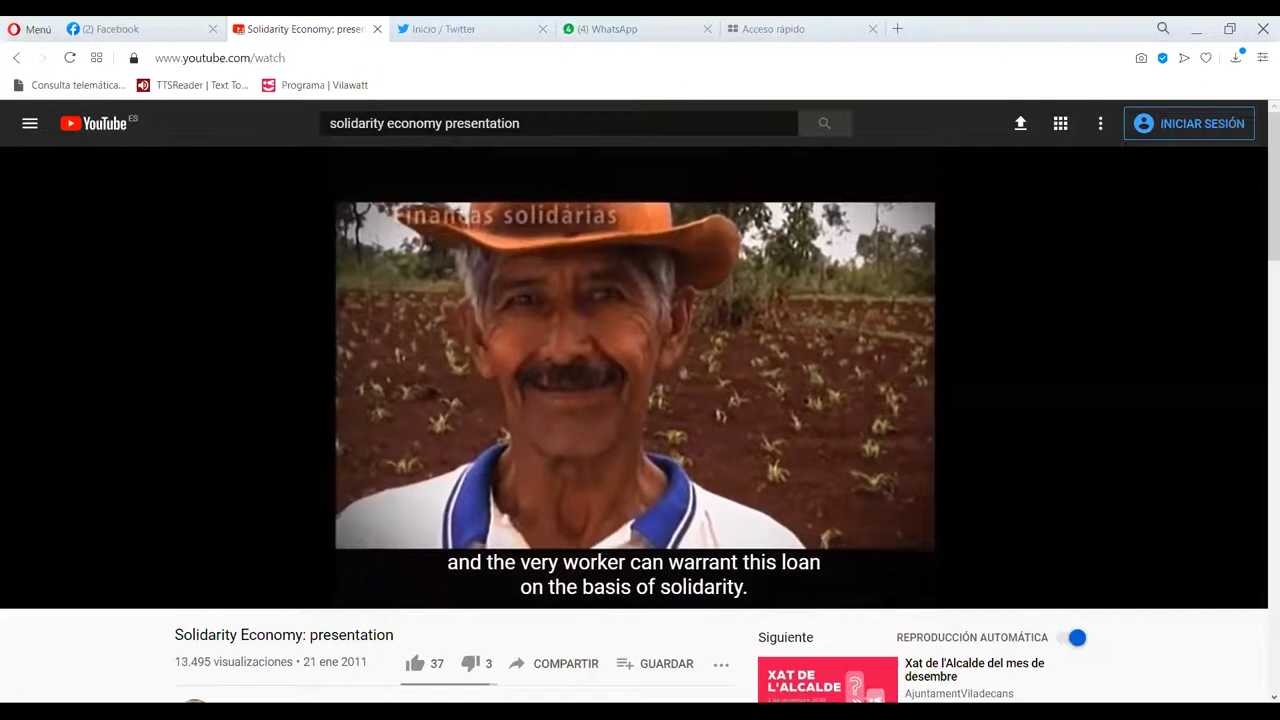 Menú
(2) Facebook
Solidarity Economy: preser
Inicio / Twitter
4
WhatsApp
Acceso rápido
www.youtube.com/watch
Consulta telemática...
TTSReader | Text To...
Programa | Vilawatt
YouTube ES
solidarity economy presentation
INICIAR SESIÓN
Finanças solidárias
and the very worker can warrant this loan
on the basis of solidarity.
Solidarity Economy: presentation
13.495 visualizaciones • 21 ene 2011
37
3
COMPARTIR
GUARDAR
Siguiente
REPRODUCCIÓN AUTOMÁTICA
XAT DE
L'ALCALDE
Xat de l'Alcalde del mes de
desembre
AjuntamentViladecans